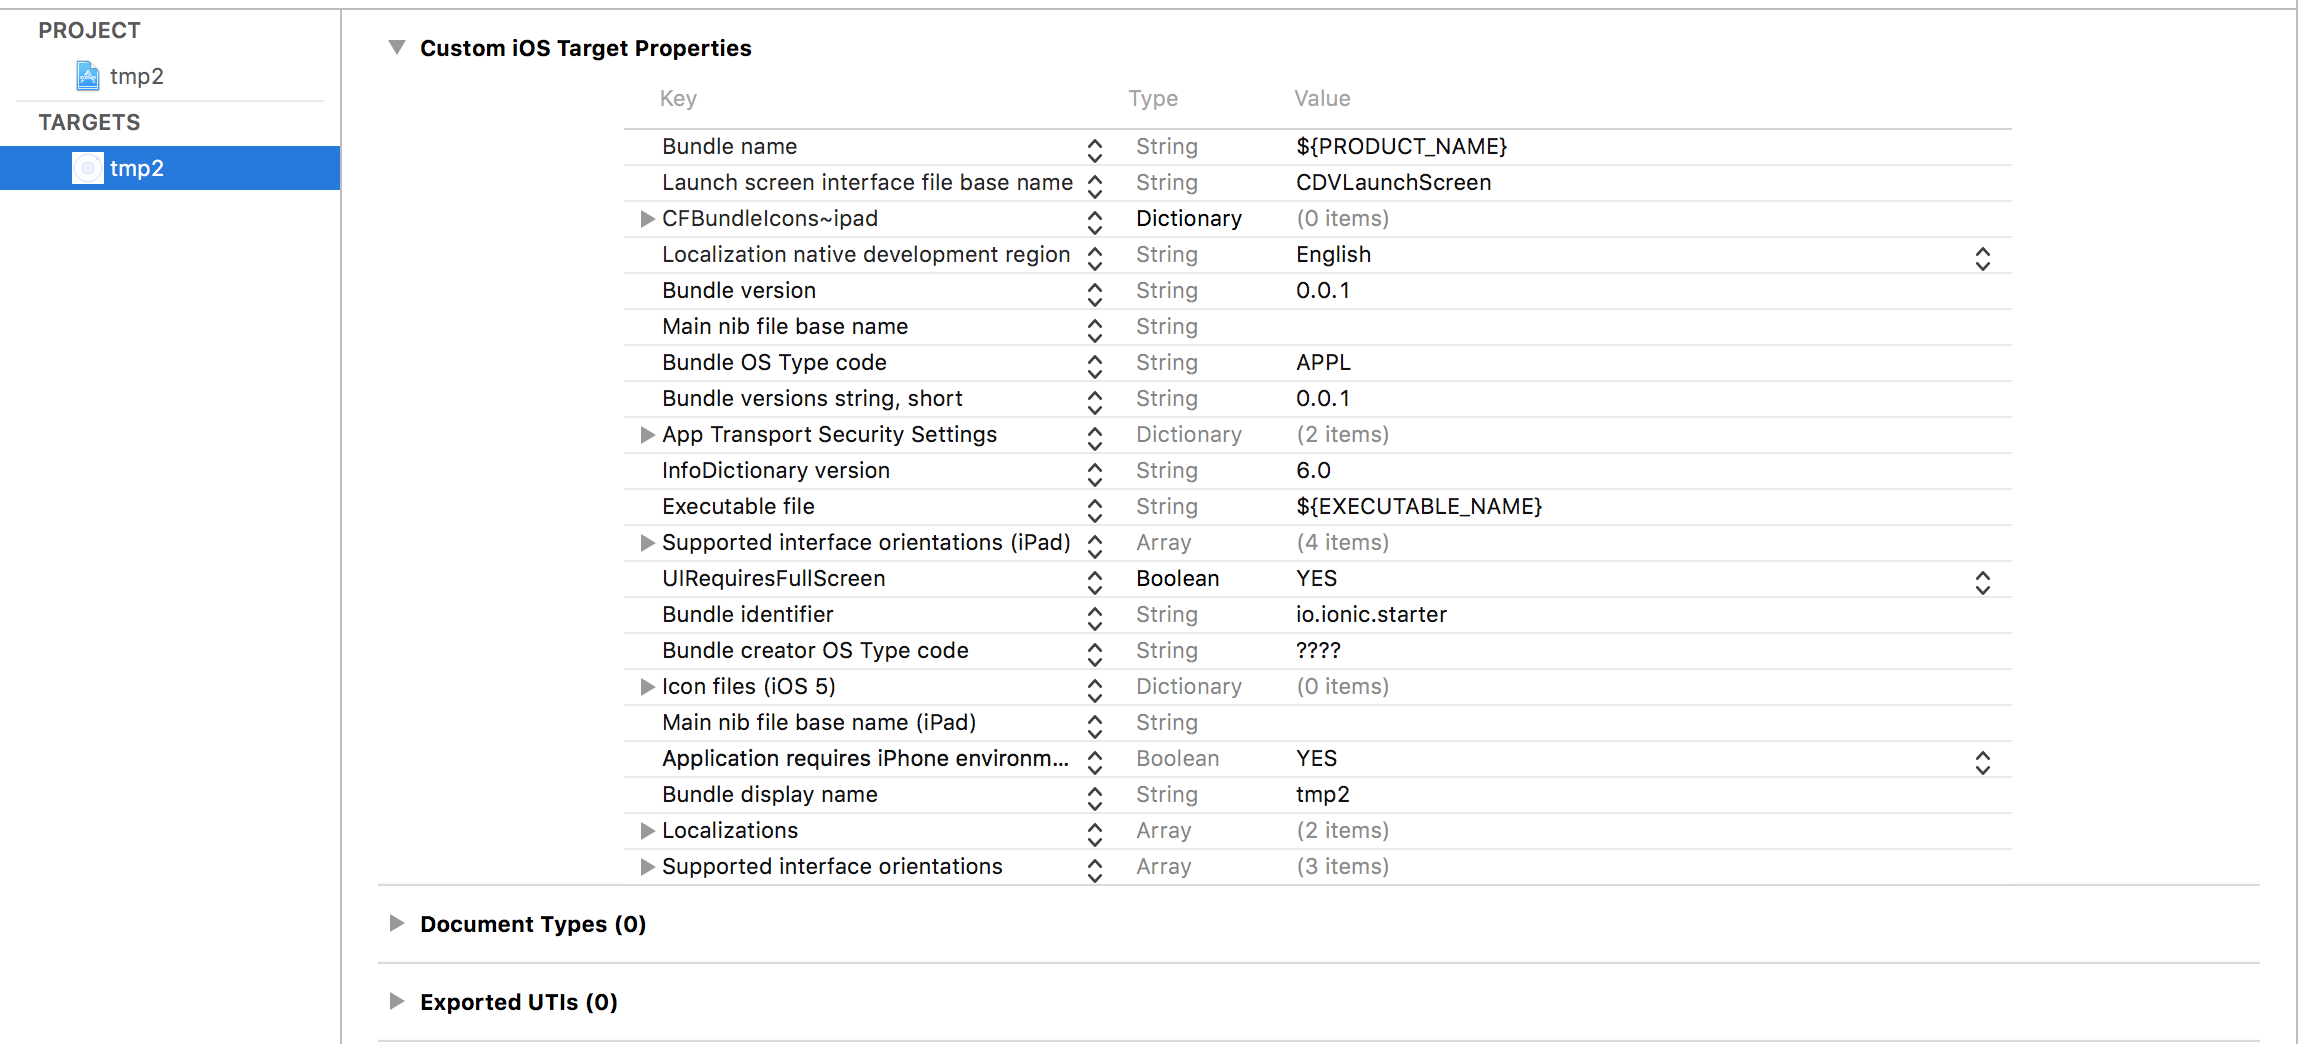 PROJECT
tmp2
TARGETS
tmp2
Custom iOS Target Properties
Key Type Value
Bundle name String ${PRODUCT_NAME}
Launch screen interface file base name String CDVLaunchScreen
CFBundleIcons~ipad Dictionary (0 items)
Localization native development region String English
Bundle version String 0.0.1
Main nib file base name String
Bundle OS Type code String APPL
Bundle versions string, short String 0.0.1
App Transport Security Settings Dictionary (2 items)
InfoDictionary version String 6.0
Executable file String ${EXECUTABLE_NAME}
Supported interface orientations (iPad) Array (4 items)
UIRequiresFullScreen Boolean YES
Bundle identifier String io.ionic.starter
Bundle creator OS Type code String ????
Icon files (iOS 5) Dictionary (0 items)
Main nib file base name (iPad) String
Application requires iPhone environm... Boolean YES
Bundle display name String tmp2
Localizations Array (2 items)
Supported interface orientations Array (3 items)
Document Types (0)
Exported UTIs (0)